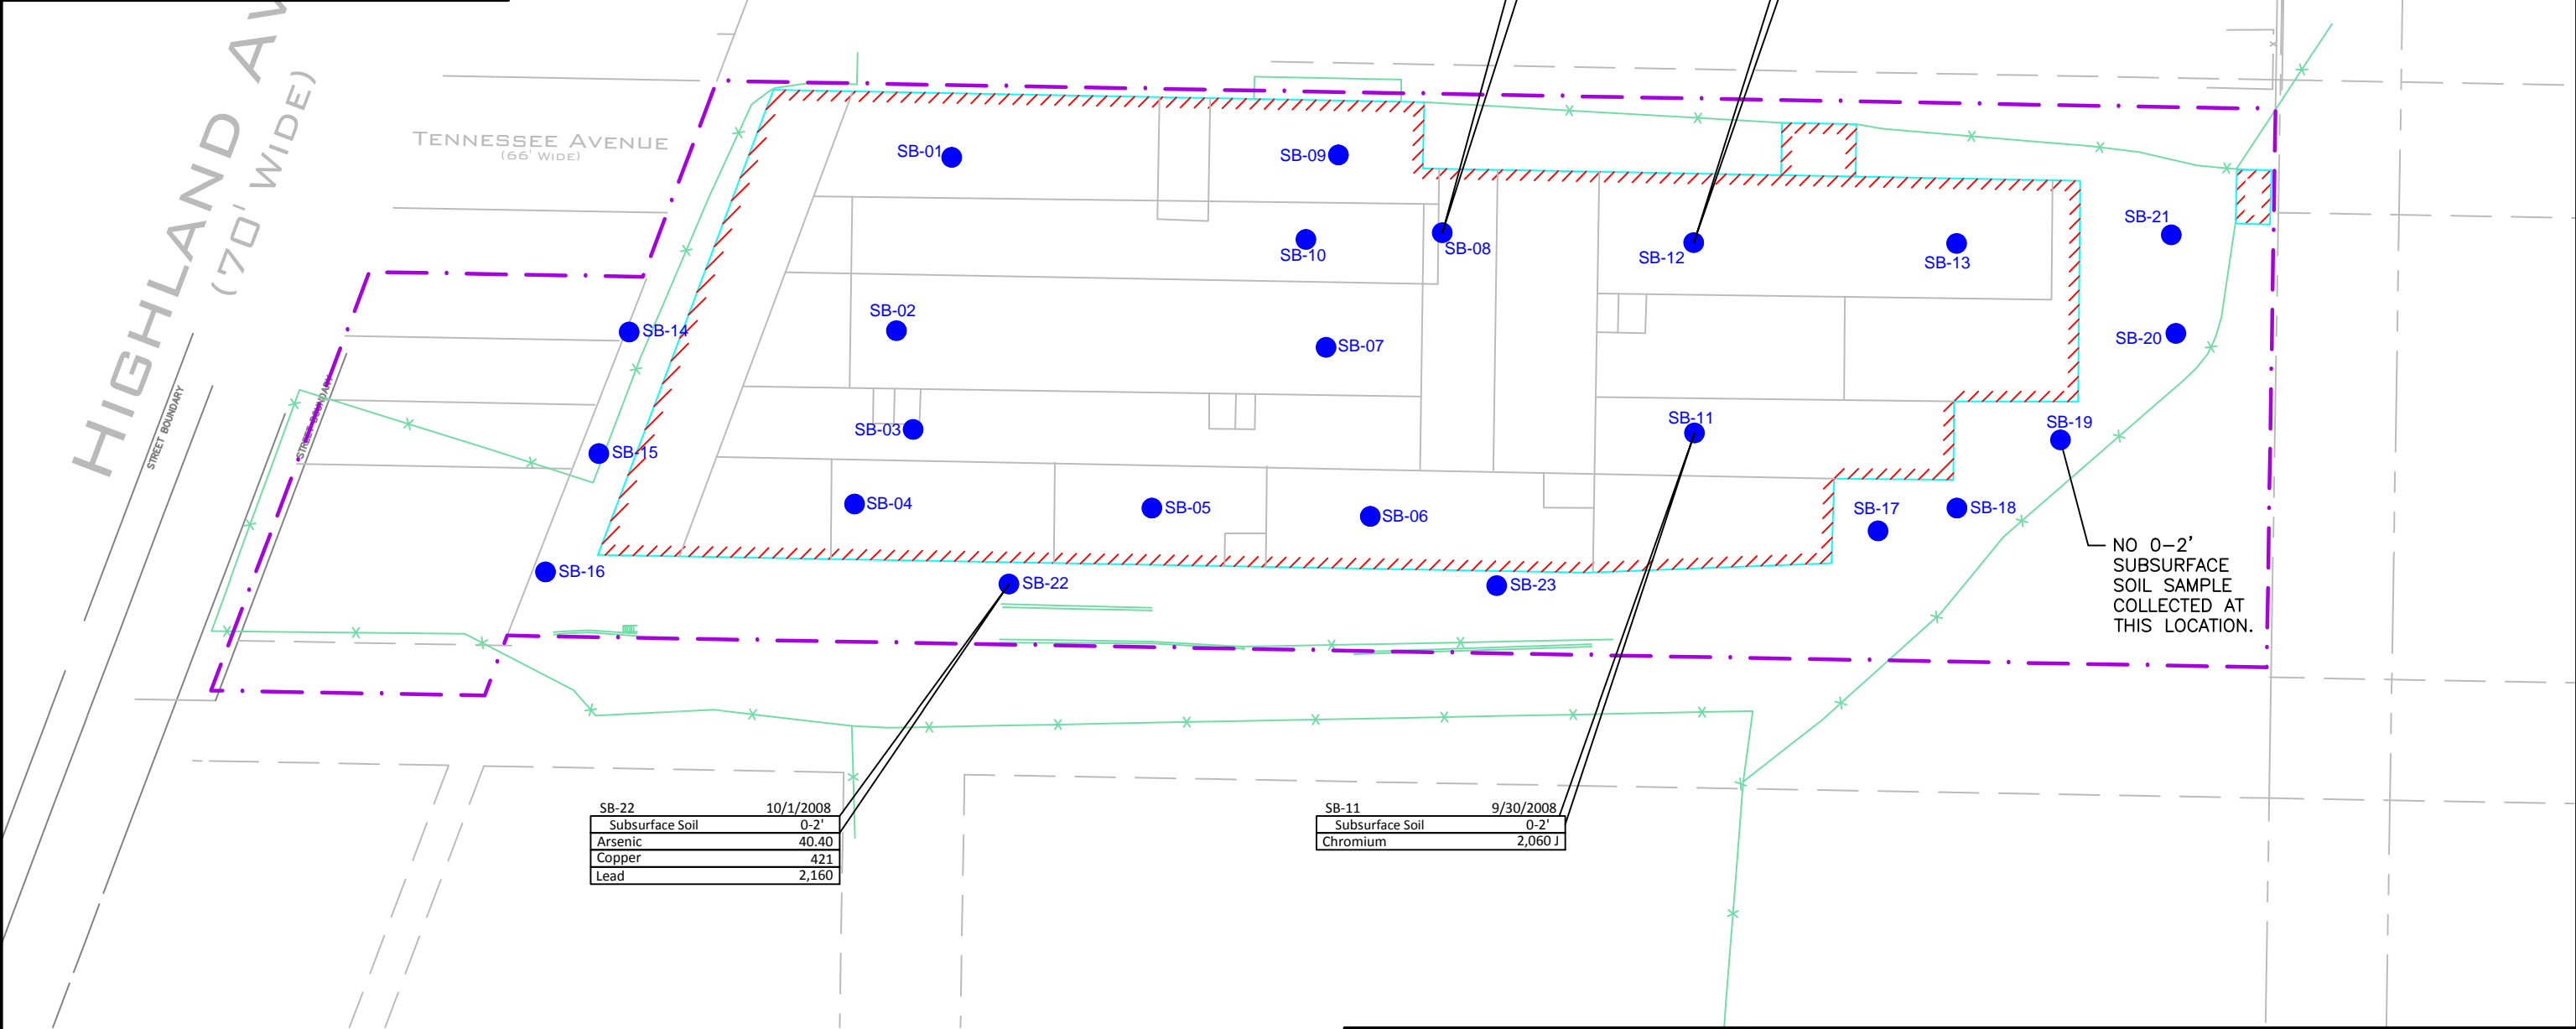 HIGHLAND AV
(70' WIDE)
TENNESSEE AVENUE
(66' WIDE)
STREET BOUNDARY
STREET BOUNDARY
SB-01
SB-09
SB-10
SB-08
SB-12
SB-13
SB-21
SB-20
SB-14
SB-02
SB-07
SB-15
SB-03
SB-11
SB-19
SB-04
SB-05
SB-06
SB-17
SB-18
SB-16
SB-22
SB-23
NO 0-2'
SUBSURFACE
SOIL SAMPLE
COLLECTED AT
THIS LOCATION.
SB-22 10/1/2008
Subsurface Soil 0-2'
Arsenic 40.40
Copper 421
Lead 2,160
SB-11 9/30/2008
Subsurface Soil 0-2'
Chromium 2,060 J